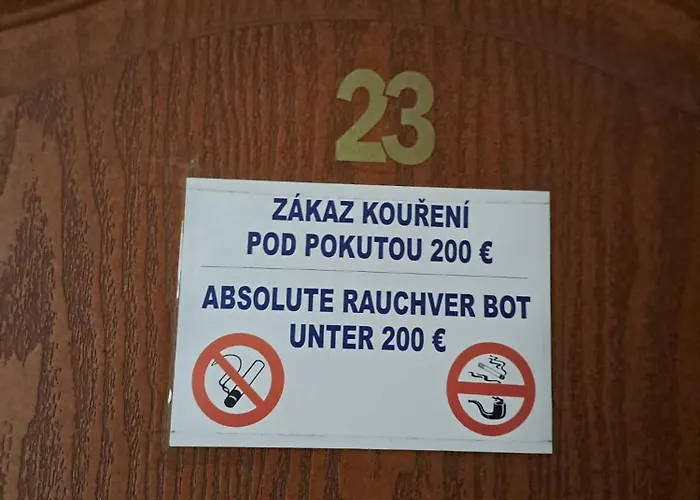 23
ZÁKAZ KOUŘENÍ
POD POKUTOU 200 €
ABSOLUTE RAUCHVER BOT
UNTER 200 €